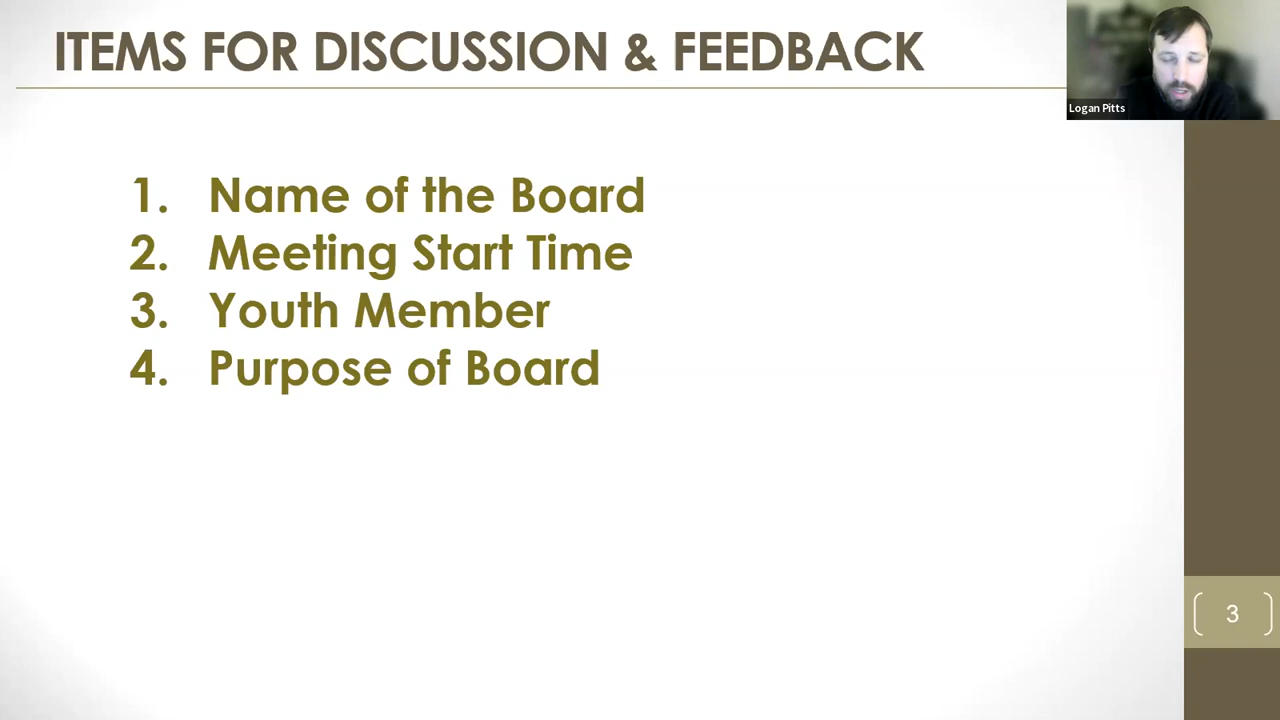 ITEMS FOR DISCUSSION & FEEDBACK
Logan Pitts
1. Name of the Board
2. Meeting Start Time
3. Youth Member
4. Purpose of Board
3